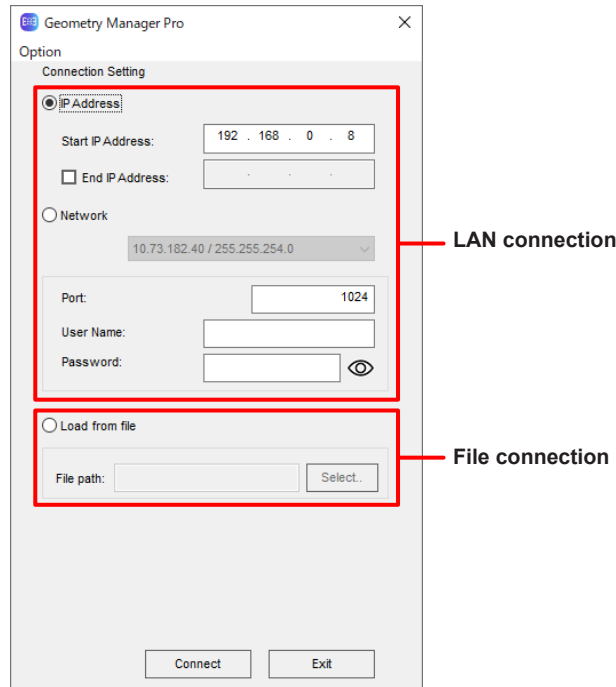 Geometry Manager Pro
Option
Connection Setting
IP Address
Start IP Address: 192 . 168 . 0 . 8
End IP Address: . . .
Network
10.73.182.40 / 255.255.254.0
LAN connection
Port: 1024
User Name:
Password:
Load from file
File connection
File path: Select..
Connect Exit